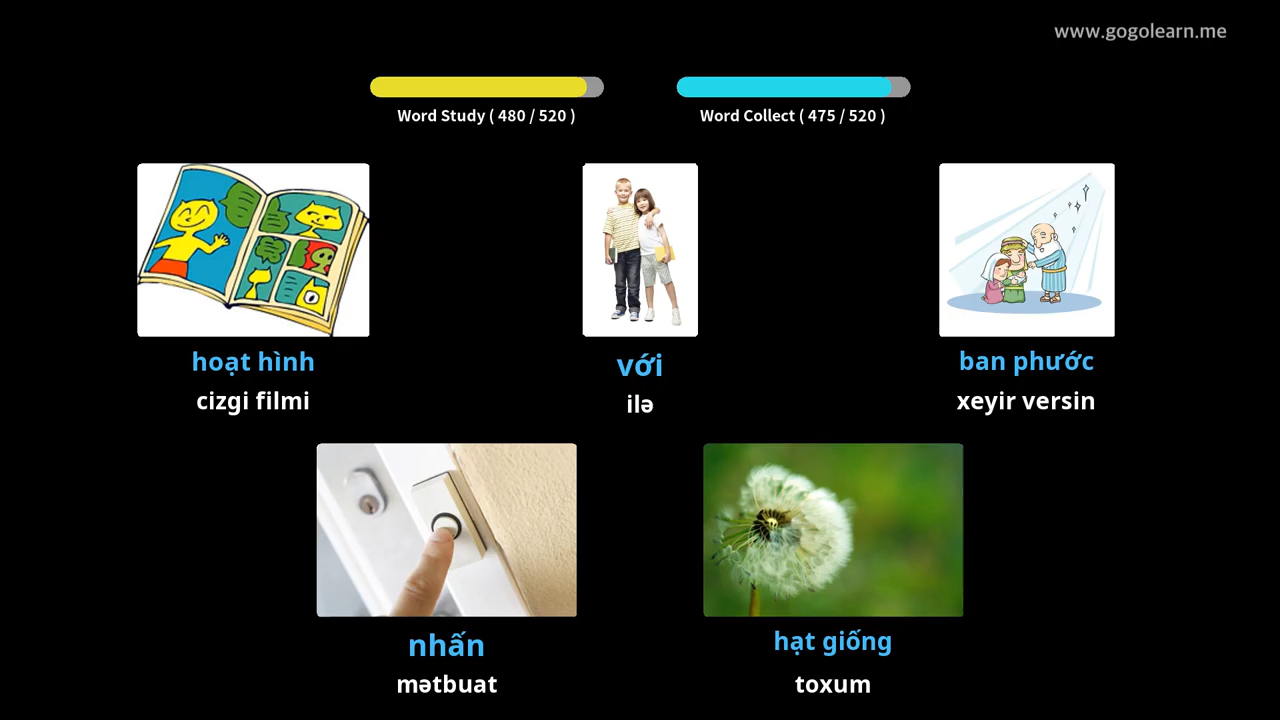 www.gogolearn.me
Word Study ( 480 / 520 )
Word Collect ( 475 / 520 )
hoạt hình
cizgi filmi
với
ilə
ban phước
xeyir versin
nhấn
mətbuat
hạt giống
toxum